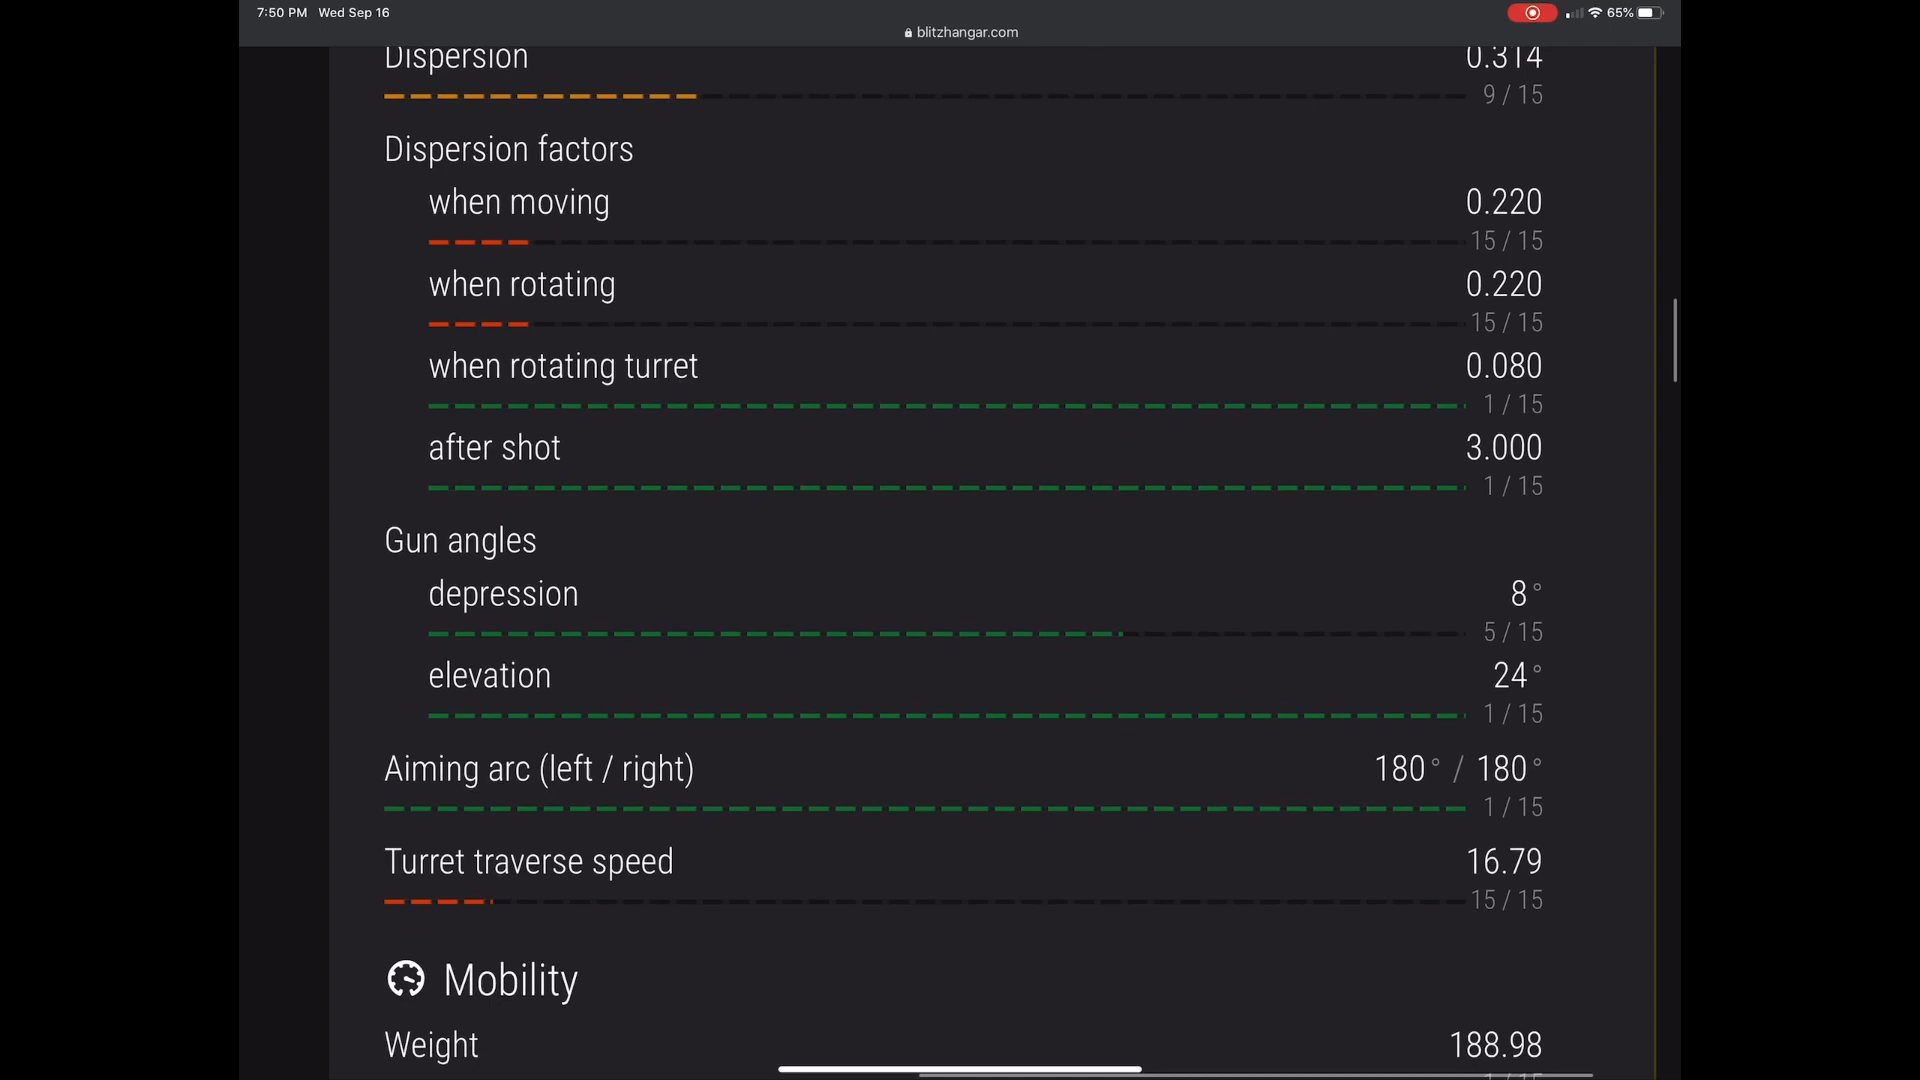 7:50 PM Wed Sep 16
65%
blitzhangar.com
Dispersion 0.314
9 / 15
Dispersion factors
when moving 0.220
15 / 15
when rotating 0.220
15 / 15
when rotating turret 0.080
1 / 15
after shot 3.000
1 / 15
Gun angles
depression 8°
5 / 15
elevation 24°
1 / 15
Aiming arc (left / right) 180° / 180°
1 / 15
Turret traverse speed 16.79
15 / 15
Mobility
Weight 188.98